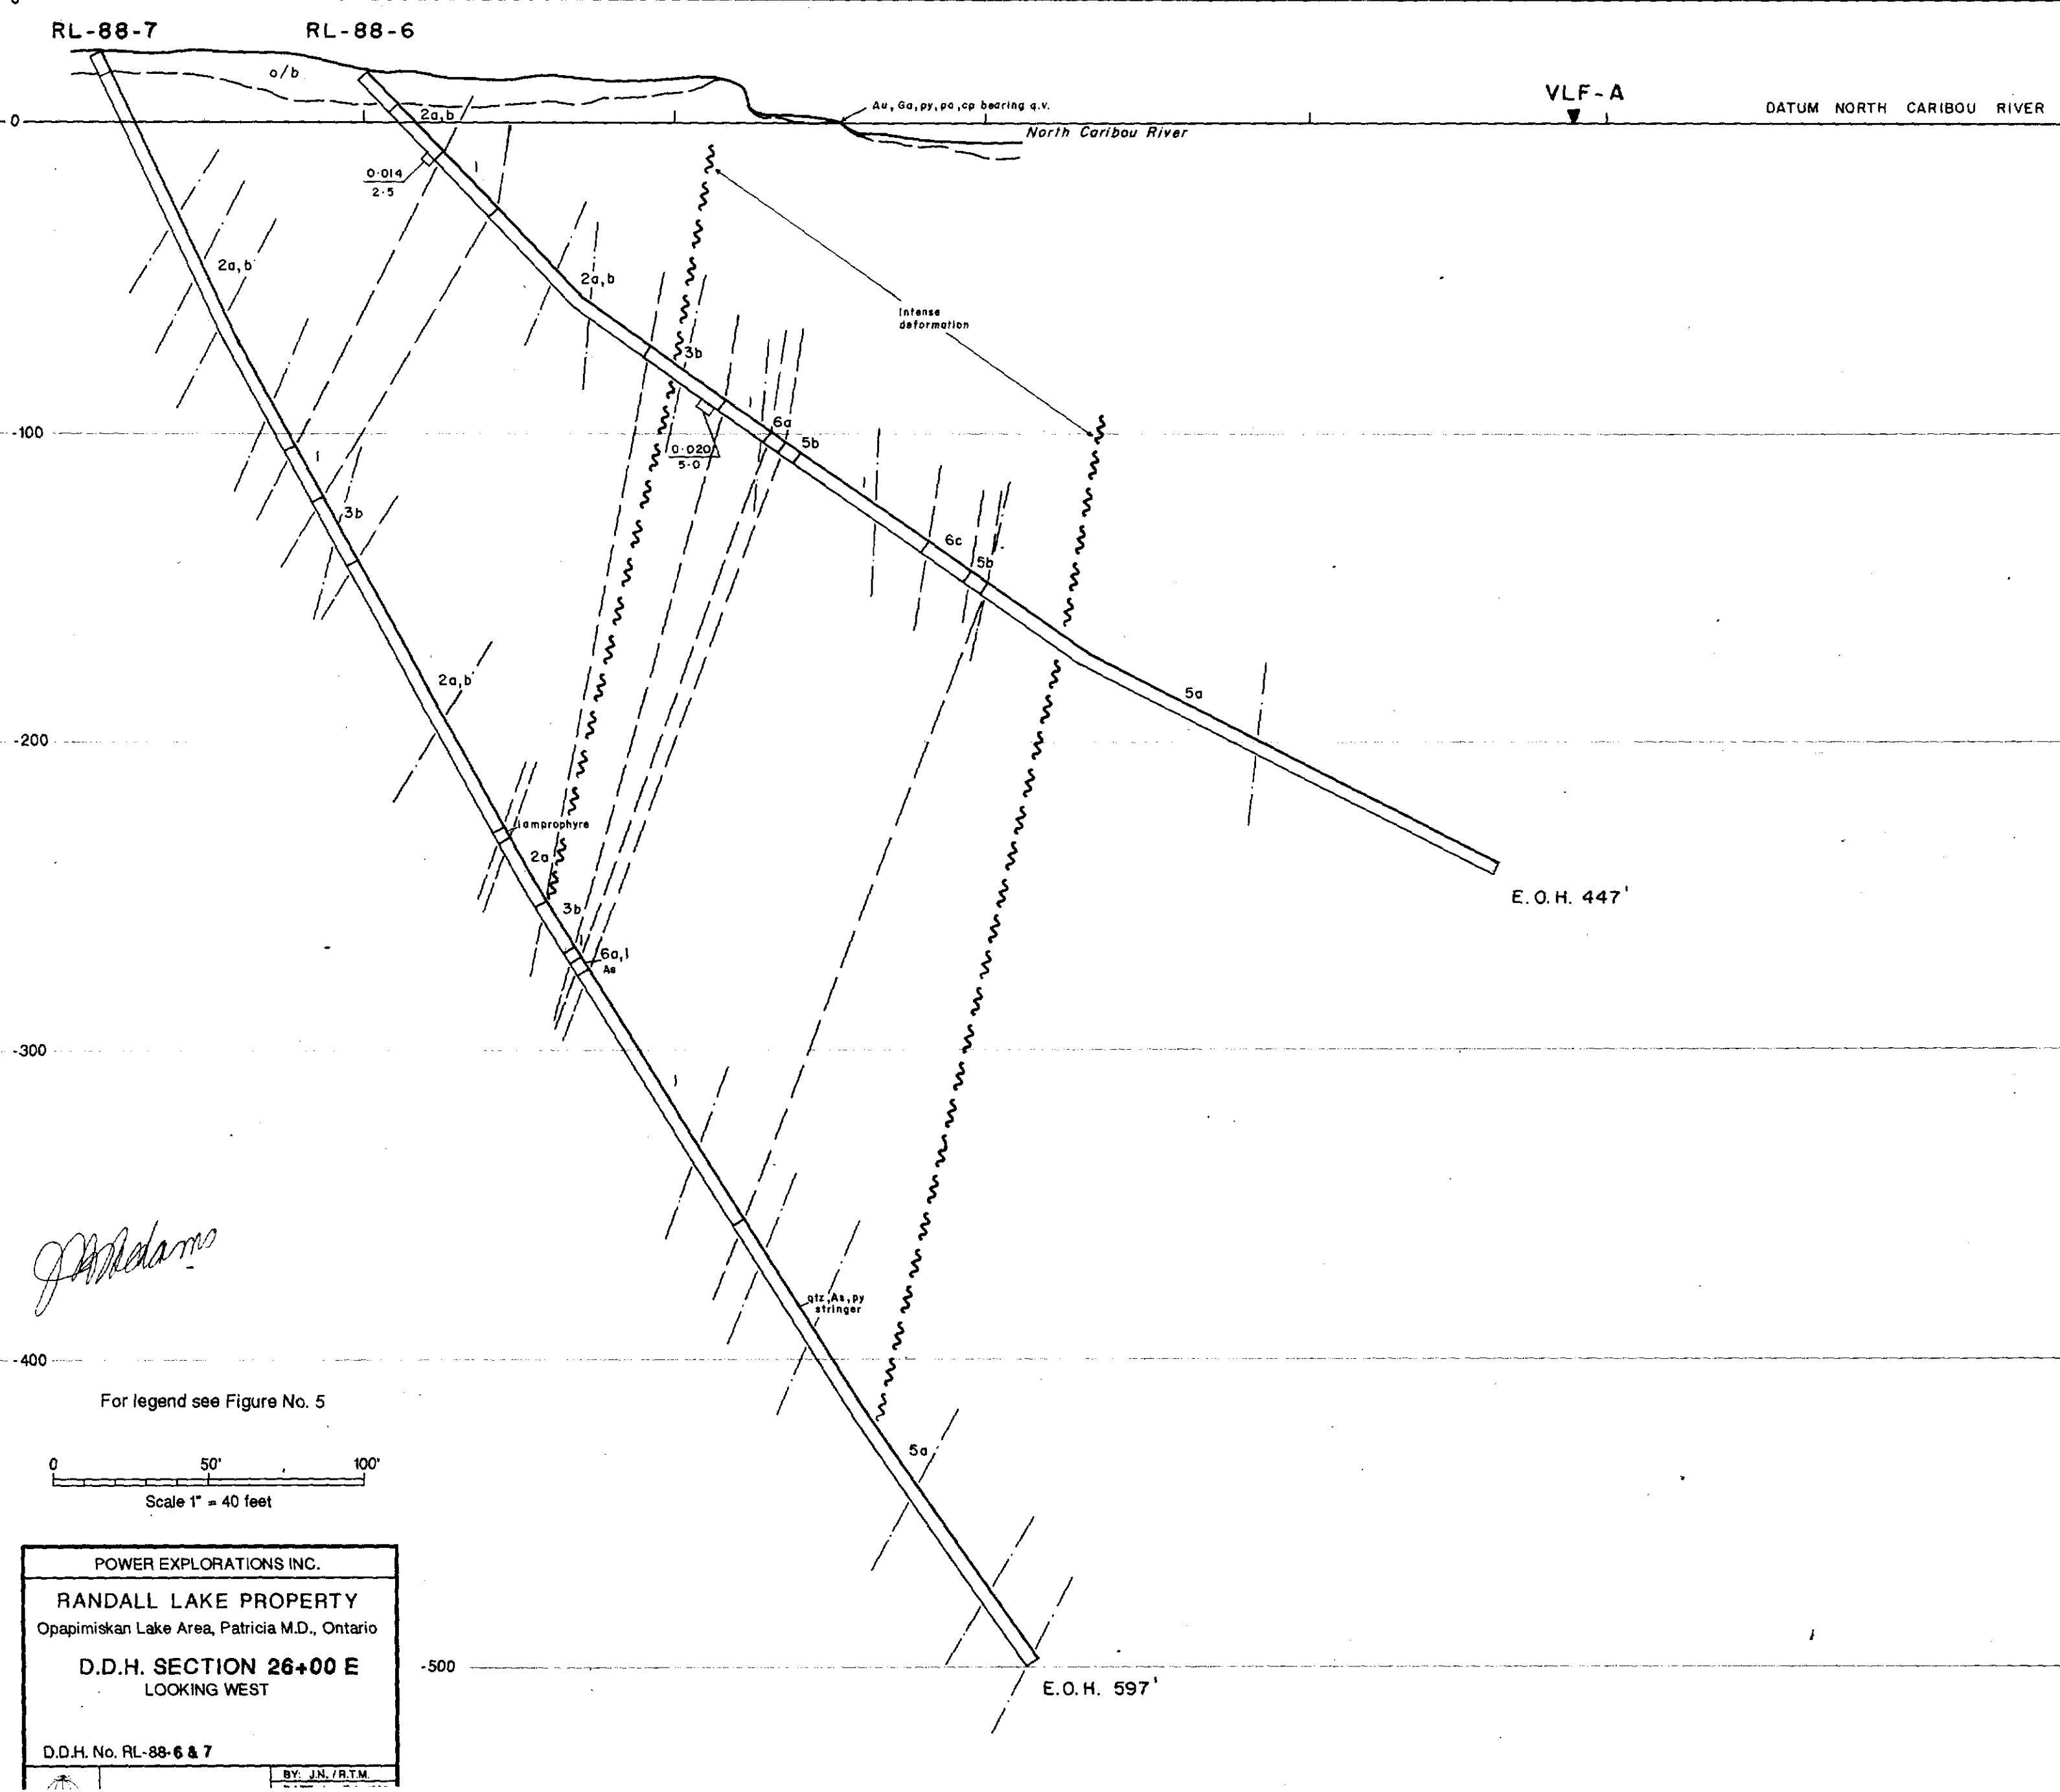 RL-88-7
RL-88-6
o/b
VLF-A
Au, Ga, py, po, cp bearing q.v.
DATUM NORTH CARIBOU RIVER
0
North Caribou River
2a,b
1
0·014
2·5
2a,b
2a,b
Intense
deformation
3b
-100
6a
5b
0·020
5·0
1
1
1
3b
6c
5b
2a,b
5a
-200
lamprophyre
2a
E.O.H. 447'
3b
1
6a,1
As
-300
1
qtz, As, py
stringer
-400
For legend see Figure No. 5
5a
0 50' 100'
Scale 1" = 40 feet
POWER EXPLORATIONS INC.
RANDALL LAKE PROPERTY
Opapimiskan Lake Area, Patricia M.D., Ontario
D.D.H. SECTION 26+00 E
LOOKING WEST
-500
E.O.H. 597'
D.D.H. No. RL-88-6 & 7
BY: J.N. / R.T.M.